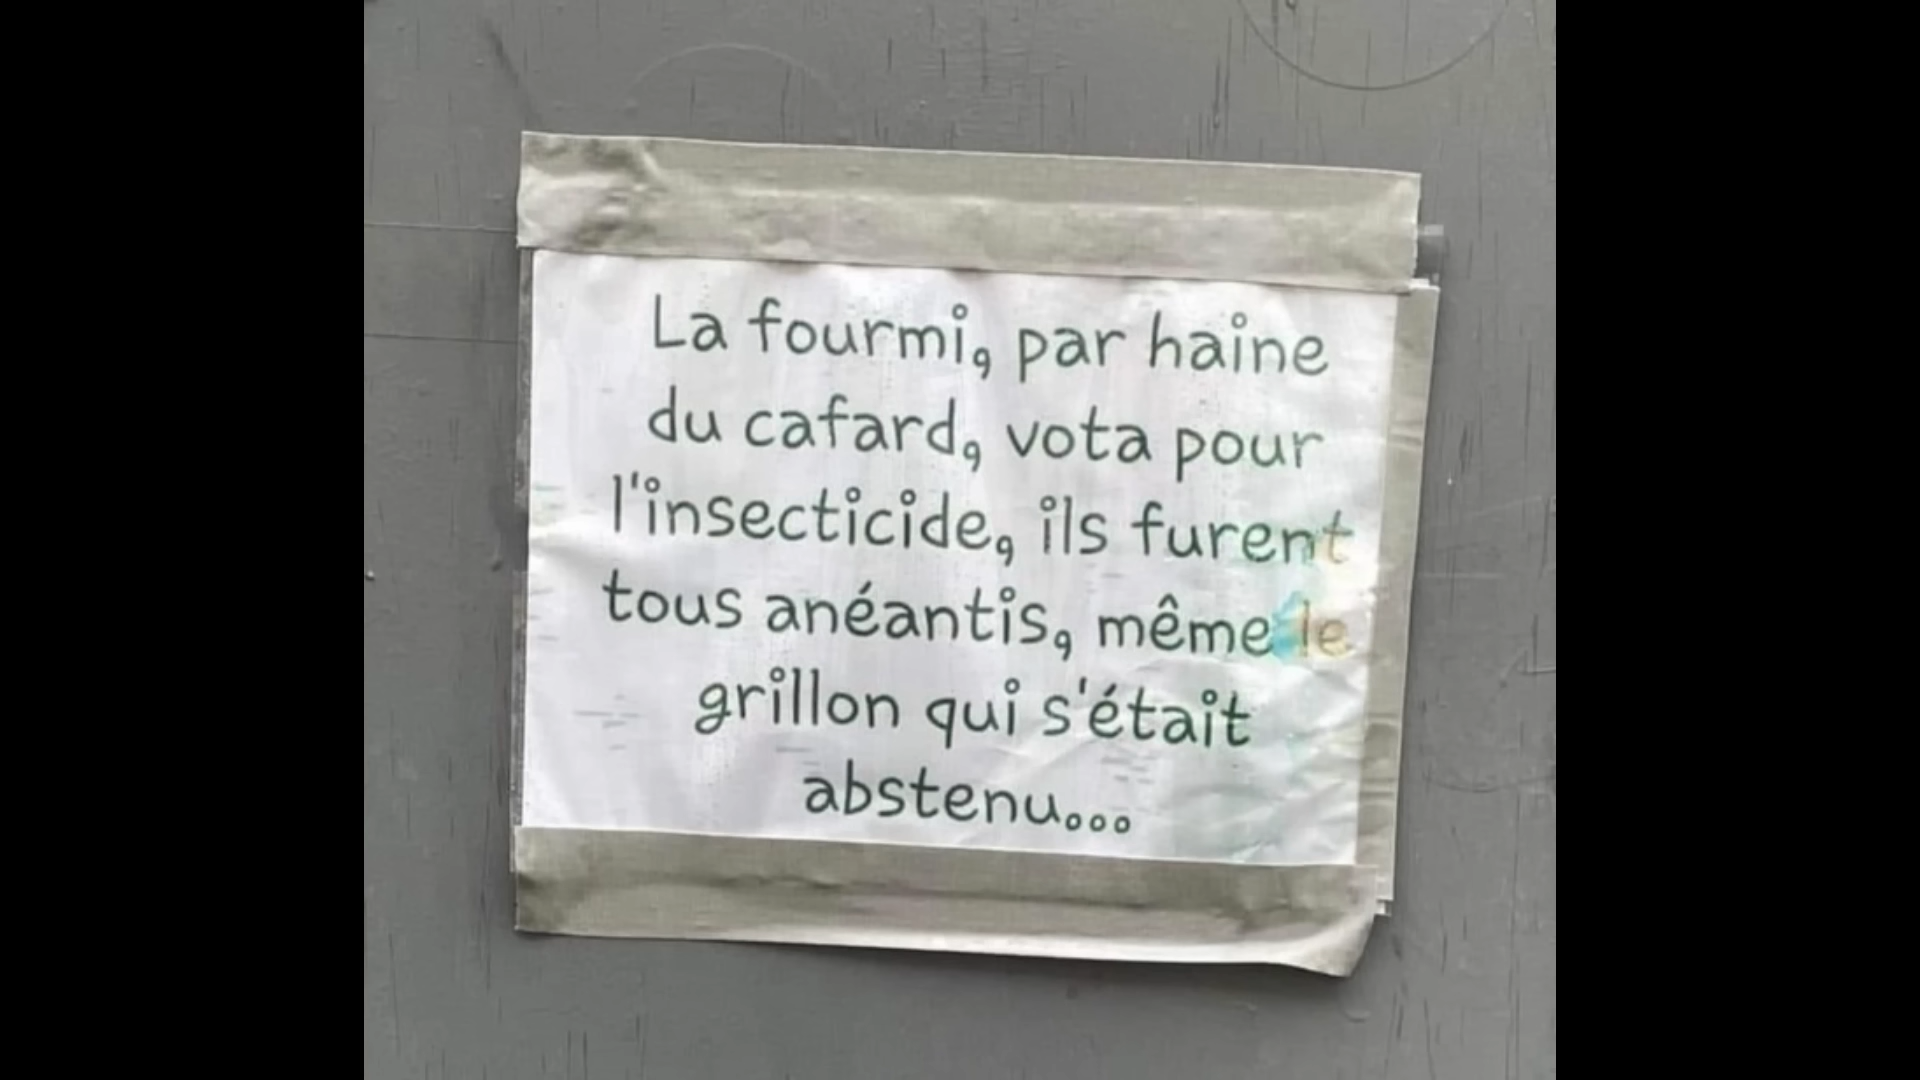 La fourmi, par haine
du cafard, vota pour
l'insecticide, ils furent
tous anéantis, même le
grillon qui s'était
abstenu...